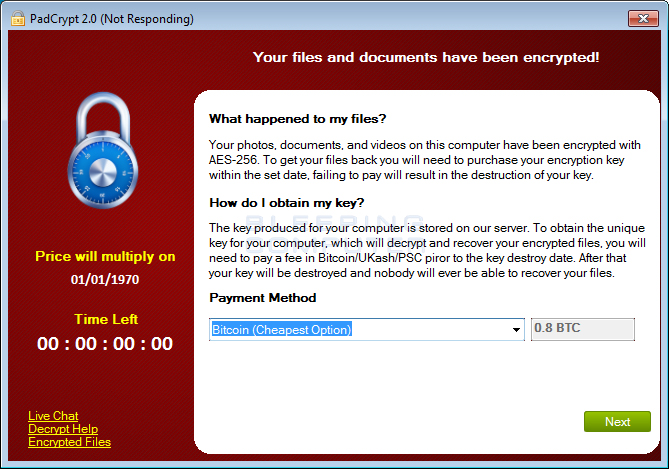 PadCrypt 2.0 (Not Responding)
Your files and documents have been encrypted!
What happened to my files?
Your photos, documents, and videos on this computer have been encrypted with
AES-256. To get your files back you will need to purchase your encryption key
within the set date, failing to pay will result in the destruction of your key.
How do I obtain my key?
The key produced for your computer is stored on our server. To obtain the unique
key for your computer, which will decrypt and recover your encrypted files, you will
need to pay a fee in Bitcoin/UKash/PSC piror to the key destroy date. After that
your key will be destroyed and nobody will ever be able to recover your files.
Payment Method
Bitcoin (Cheapest Option)
0.8 BTC
Next
Price will multiply on
01/01/1970
Time Left
00 : 00 : 00 : 00
Live Chat
Decrypt Help
Encrypted Files
BLEEPING